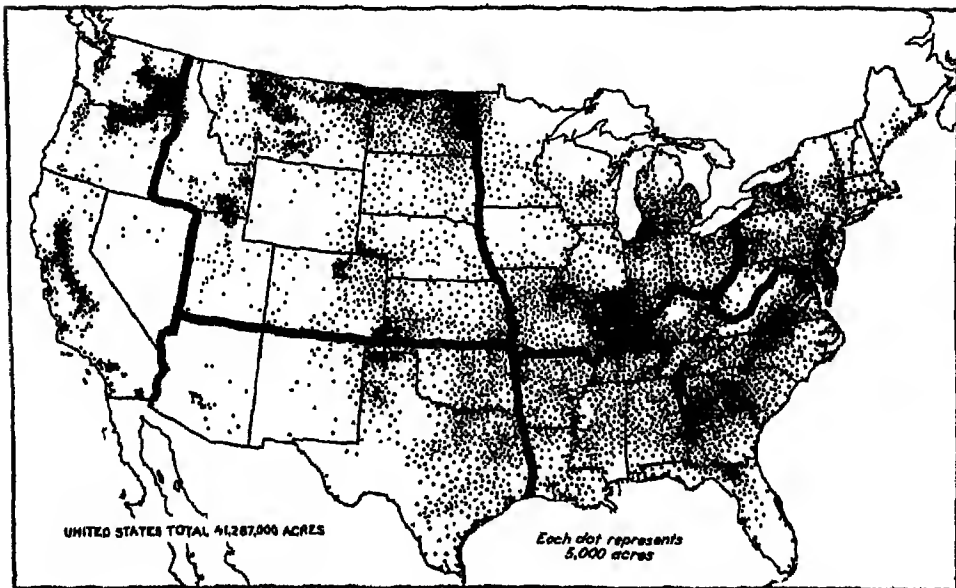 UNITED STATES TOTAL 41,287,000 ACRES
Each dot represents
5,000 acres